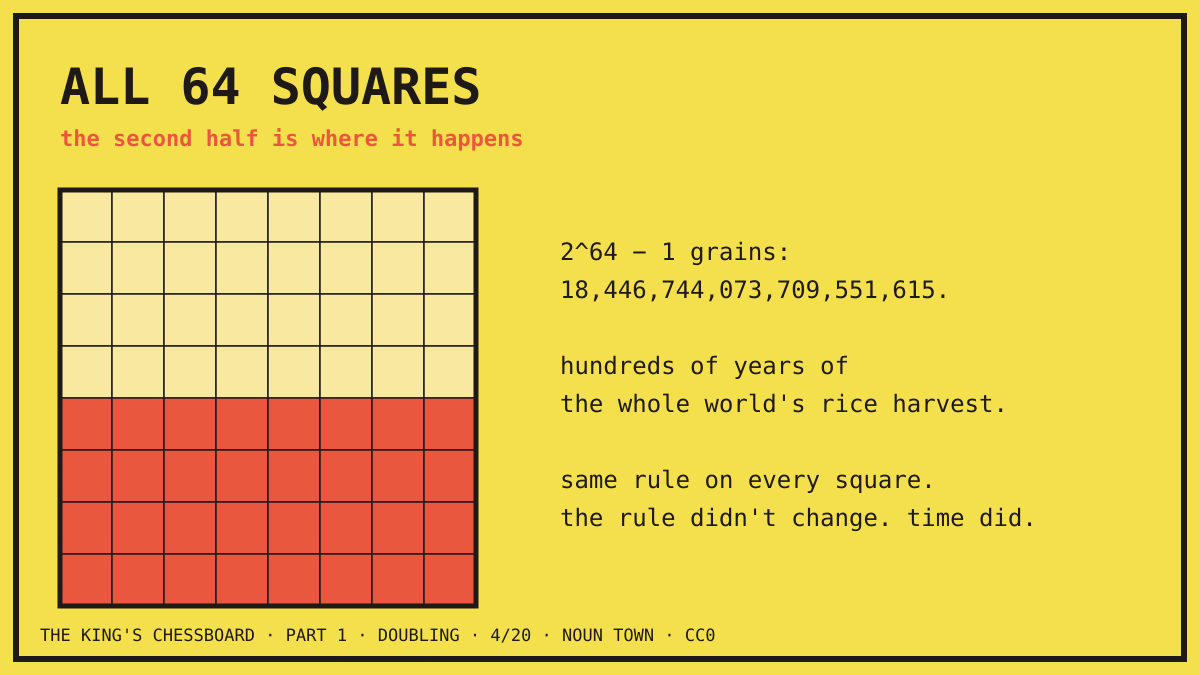 ALL 64 SQUARES
the second half is where it happens
2^64 − 1 grains:
18,446,744,073,709,551,615.
hundreds of years of
the whole world's rice harvest.
same rule on every square.
the rule didn't change. time did.
THE KING'S CHESSBOARD · PART 1 · DOUBLING · 4/20 · NOUN TOWN · CC0